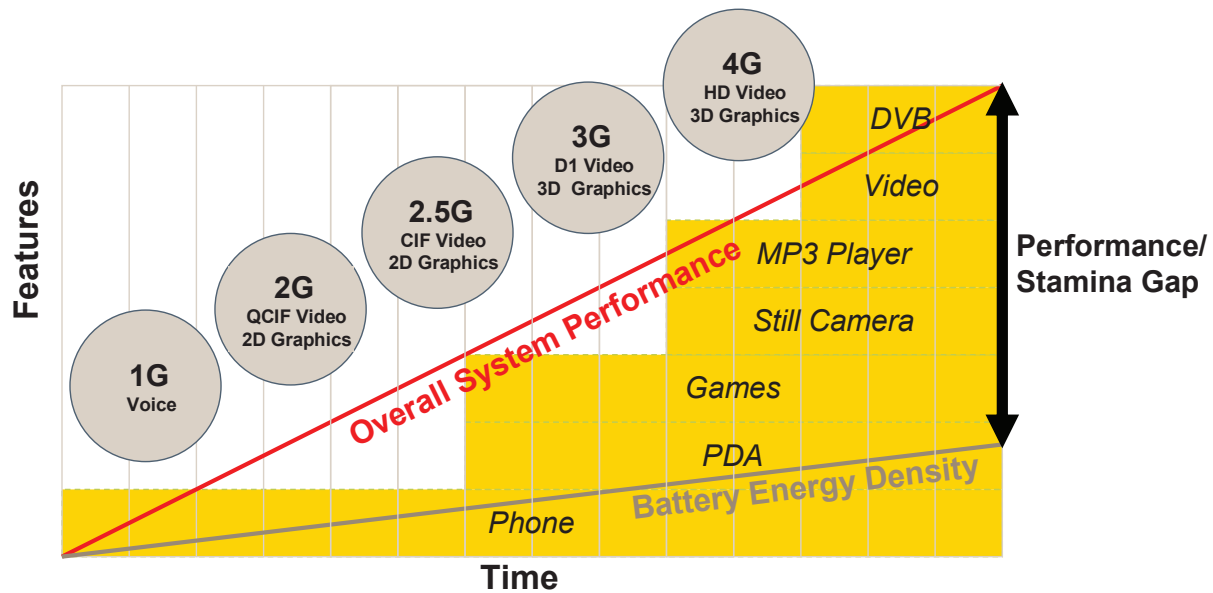 4G
HD Video
3D Graphics
3G
D1 Video
3D Graphics
2.5G
CIF Video
2D Graphics
2G
QCIF Video
2D Graphics
1G
Voice
Features
Overall System Performance
DVB
Video
MP3 Player
Still Camera
Games
PDA
Phone
Battery Energy Density
Performance/
Stamina Gap
Time